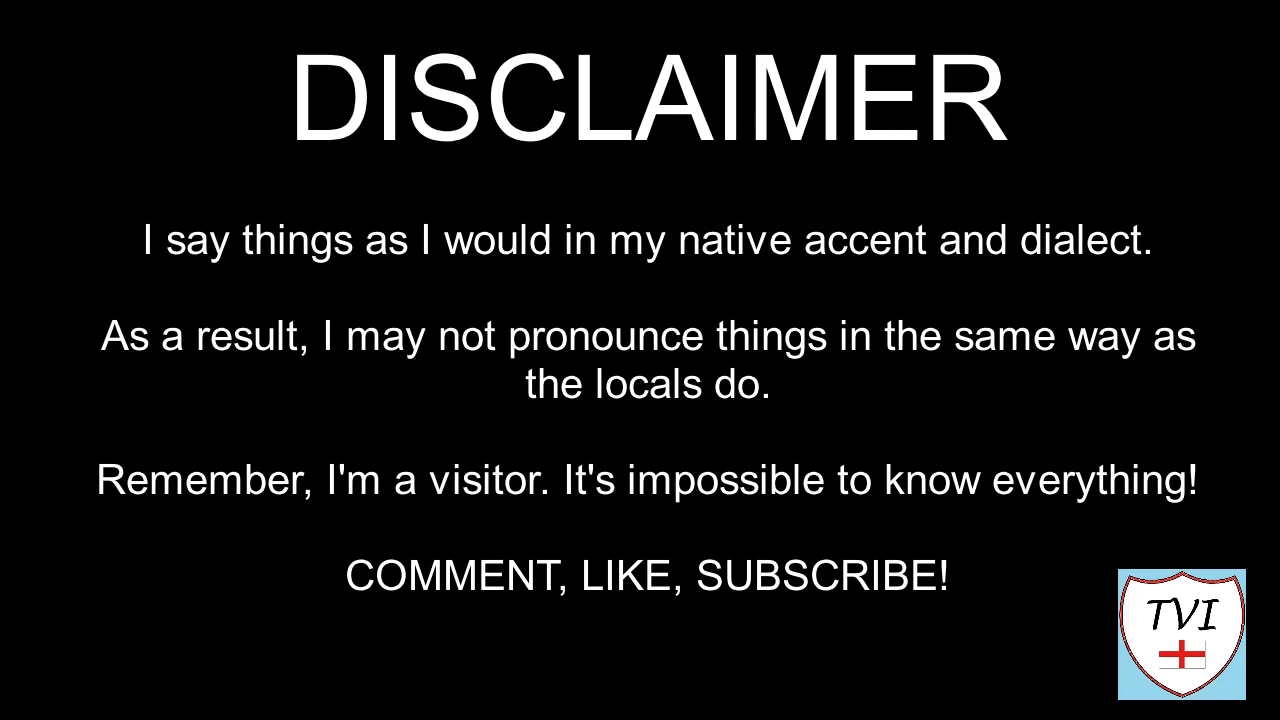 DISCLAIMER
I say things as I would in my native accent and dialect.
As a result, I may not pronounce things in the same way as
the locals do.
Remember, I'm a visitor. It's impossible to know everything!
COMMENT, LIKE, SUBSCRIBE!
TVI